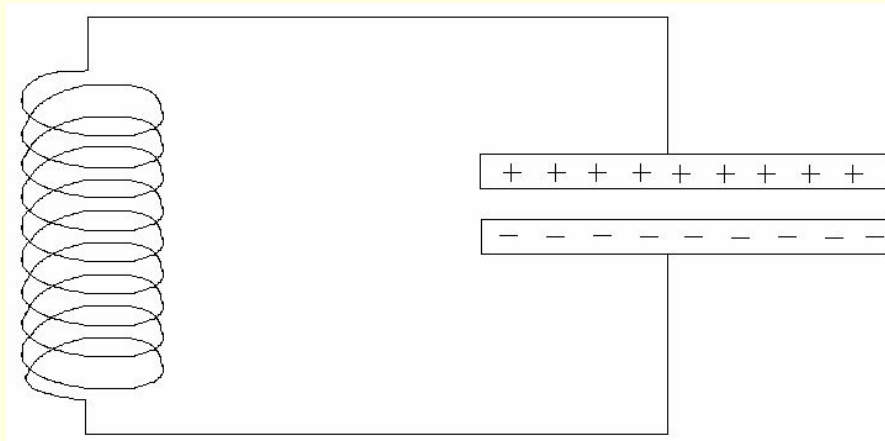 + + + + + + + + +
− − − − − − − − −